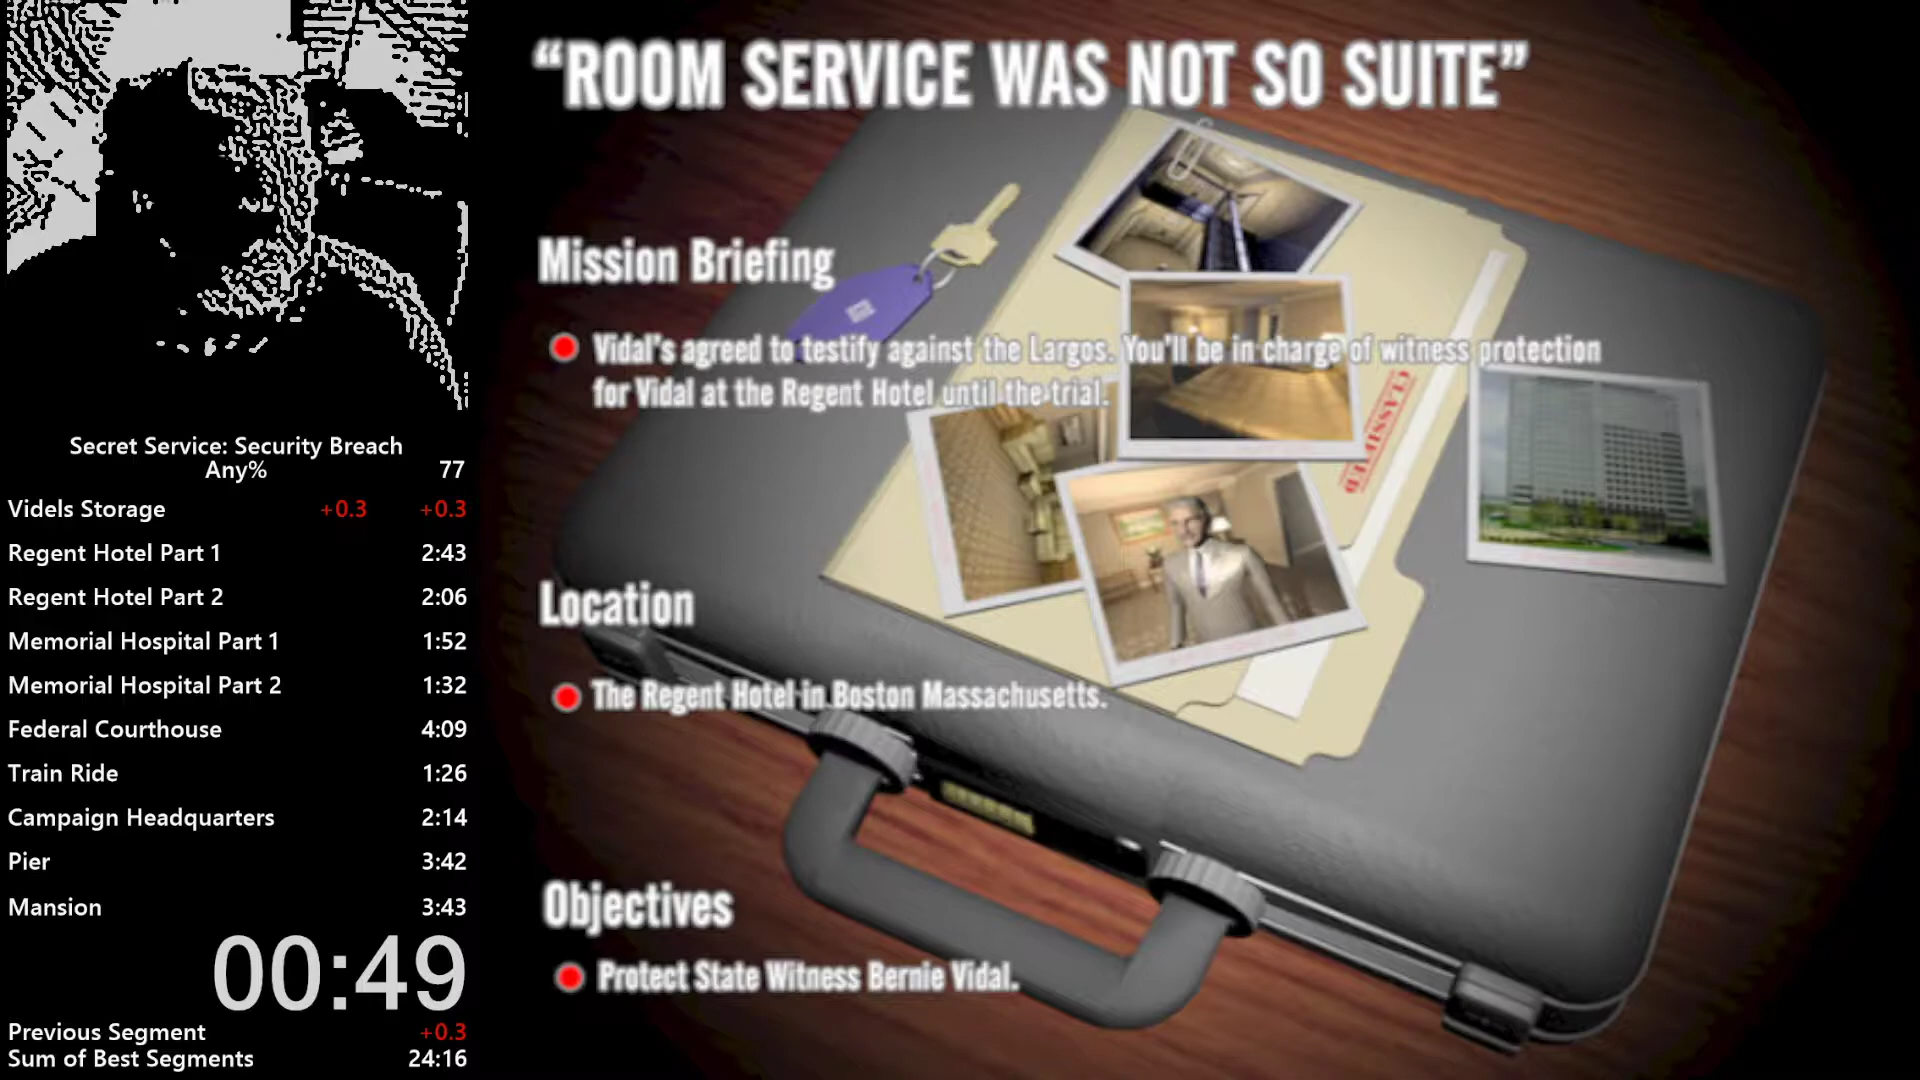 Secret Service: Security Breach
Any% 77
Videls Storage +0.3 +0.3
Regent Hotel Part 1 2:43
Regent Hotel Part 2 2:06
Memorial Hospital Part 1 1:52
Memorial Hospital Part 2 1:32
Federal Courthouse 4:09
Train Ride 1:26
Campaign Headquarters 2:14
Pier 3:42
Mansion 3:43
00:49
Previous Segment +0.3
Sum of Best Segments 24:16
“ROOM SERVICE WAS NOT SO SUITE”
Mission Briefing
Vidal's agreed to testify against the Largos. You'll be in charge of witness protection
for Vidal at the Regent Hotel until the trial.
CLASSIFIED
Location
The Regent Hotel in Boston Massachusetts.
Objectives
Protect State Witness Bernie Vidal.